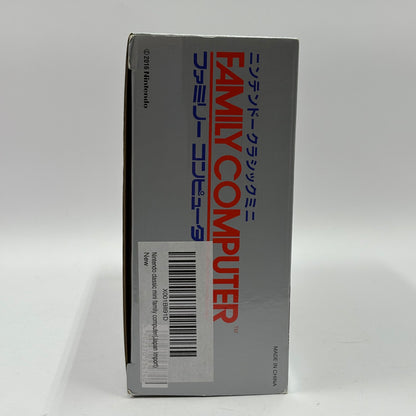 ニンテンドークラシックミニ
FAMILY COMPUTER™
ファミリー コンピュータ
© 2016 Nintendo
MADE IN CHINA
Nintendo classic mini family computer(Japan Import)
New